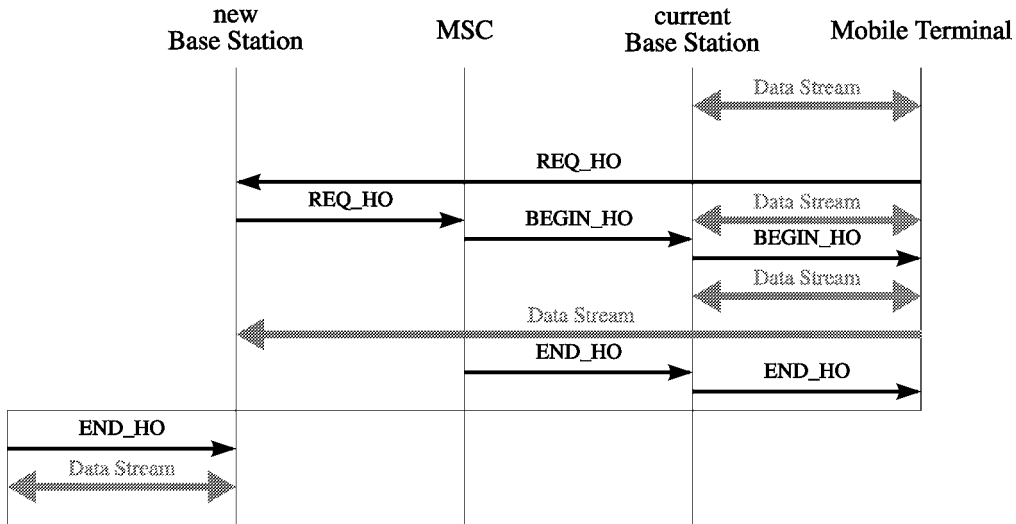 new
Base Station
MSC
current
Base Station
Mobile Terminal
Data Stream
REQ_HO
REQ_HO
Data Stream
BEGIN_HO
BEGIN_HO
Data Stream
Data Stream
END_HO
END_HO
END_HO
Data Stream